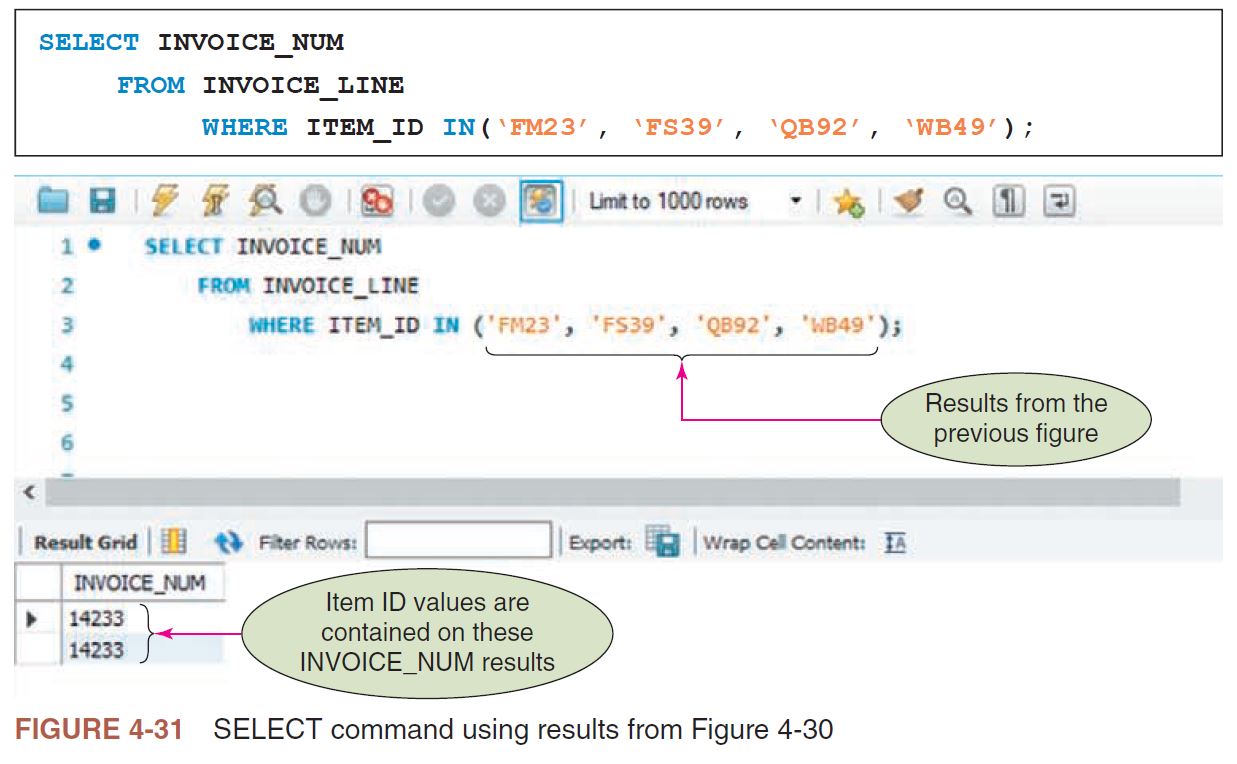 SELECT INVOICE_NUM
FROM INVOICE_LINE
WHERE ITEM_ID IN(‘FM23’, ‘FS39’, ‘QB92’, ‘WB49’);
Limit to 1000 rows
1 SELECT INVOICE_NUM
2 FROM INVOICE_LINE
3 WHERE ITEM_ID IN ('FM23', 'FS39', 'QB92', 'WB49');
4
5
6
Results from the
previous figure
Result Grid Filter Rows: Export: Wrap Cell Content: IA
INVOICE_NUM
14233
14233
Item ID values are
contained on these
INVOICE_NUM results
FIGURE 4-31 SELECT command using results from Figure 4-30